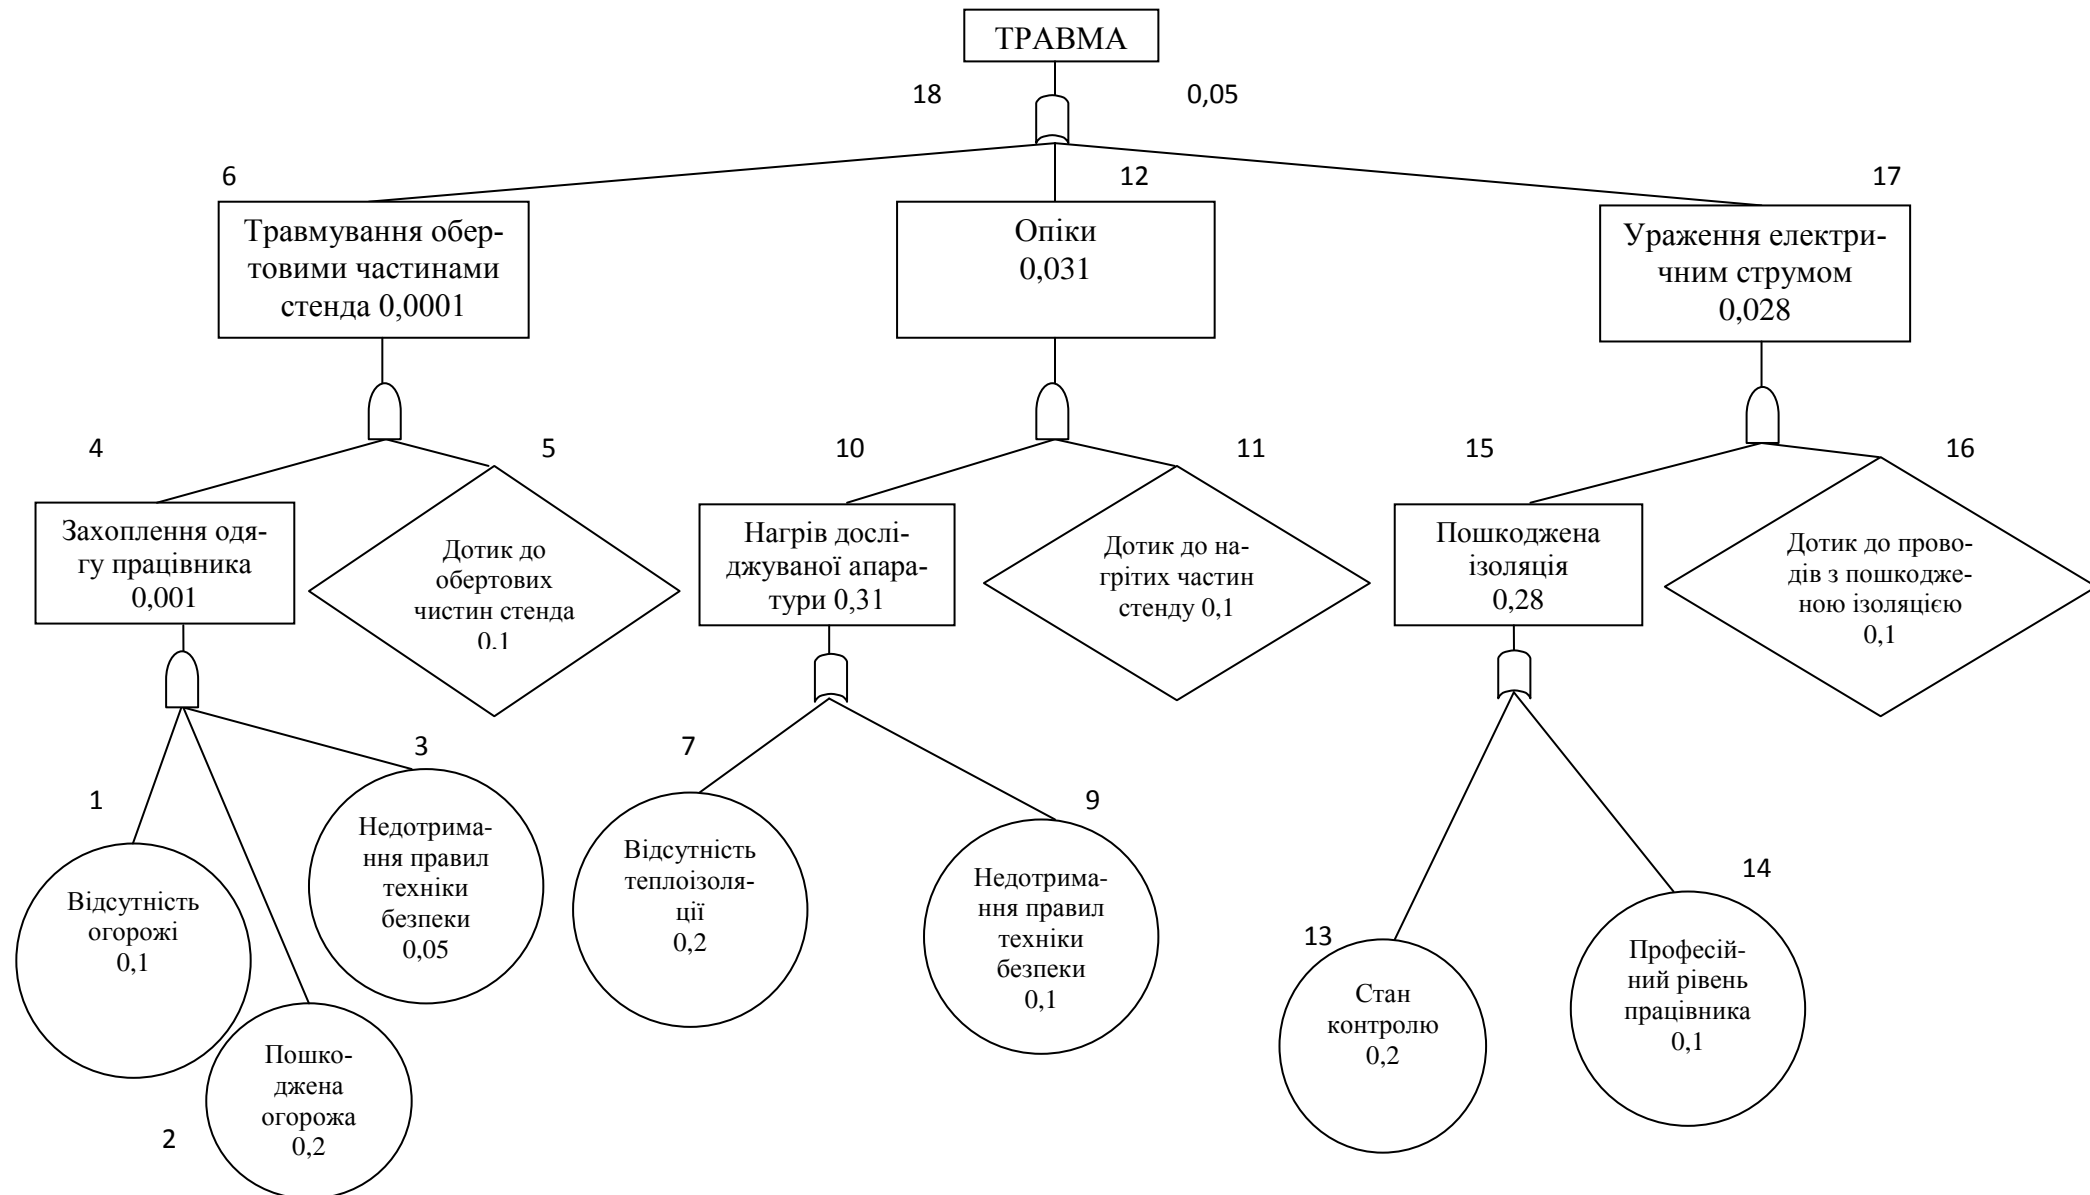 ТРАВМА
18
0,05
6
12
17
Травмування обер-
товими частинами
стенда 0,0001
Опіки
0,031
Ураження електри-
чним струмом
0,028
4
5
10
11
15
16
Захоплення одя-
гу працівника
0,001
Дотик до
обертових
чистин стенда
0,1
Нагрів дослі-
джуваної апара-
тури 0,31
Дотик до на-
грітих частин
стенду 0,1
Пошкоджена
ізоляція
0,28
Дотик до прово-
дів з пошкодже-
ною ізоляцією
0,1
1
3
7
9
13
14
Відсутність
огорожі
0,1
Недотрима-
ння правил
техніки
безпеки
0,05
Відсутність
теплоізоля-
ції
0,2
Недотрима-
ння правил
техніки
безпеки
0,1
Стан
контролю
0,2
Професій-
ний рівень
працівника
0,1
2
Пошко-
джена
огорожа
0,2